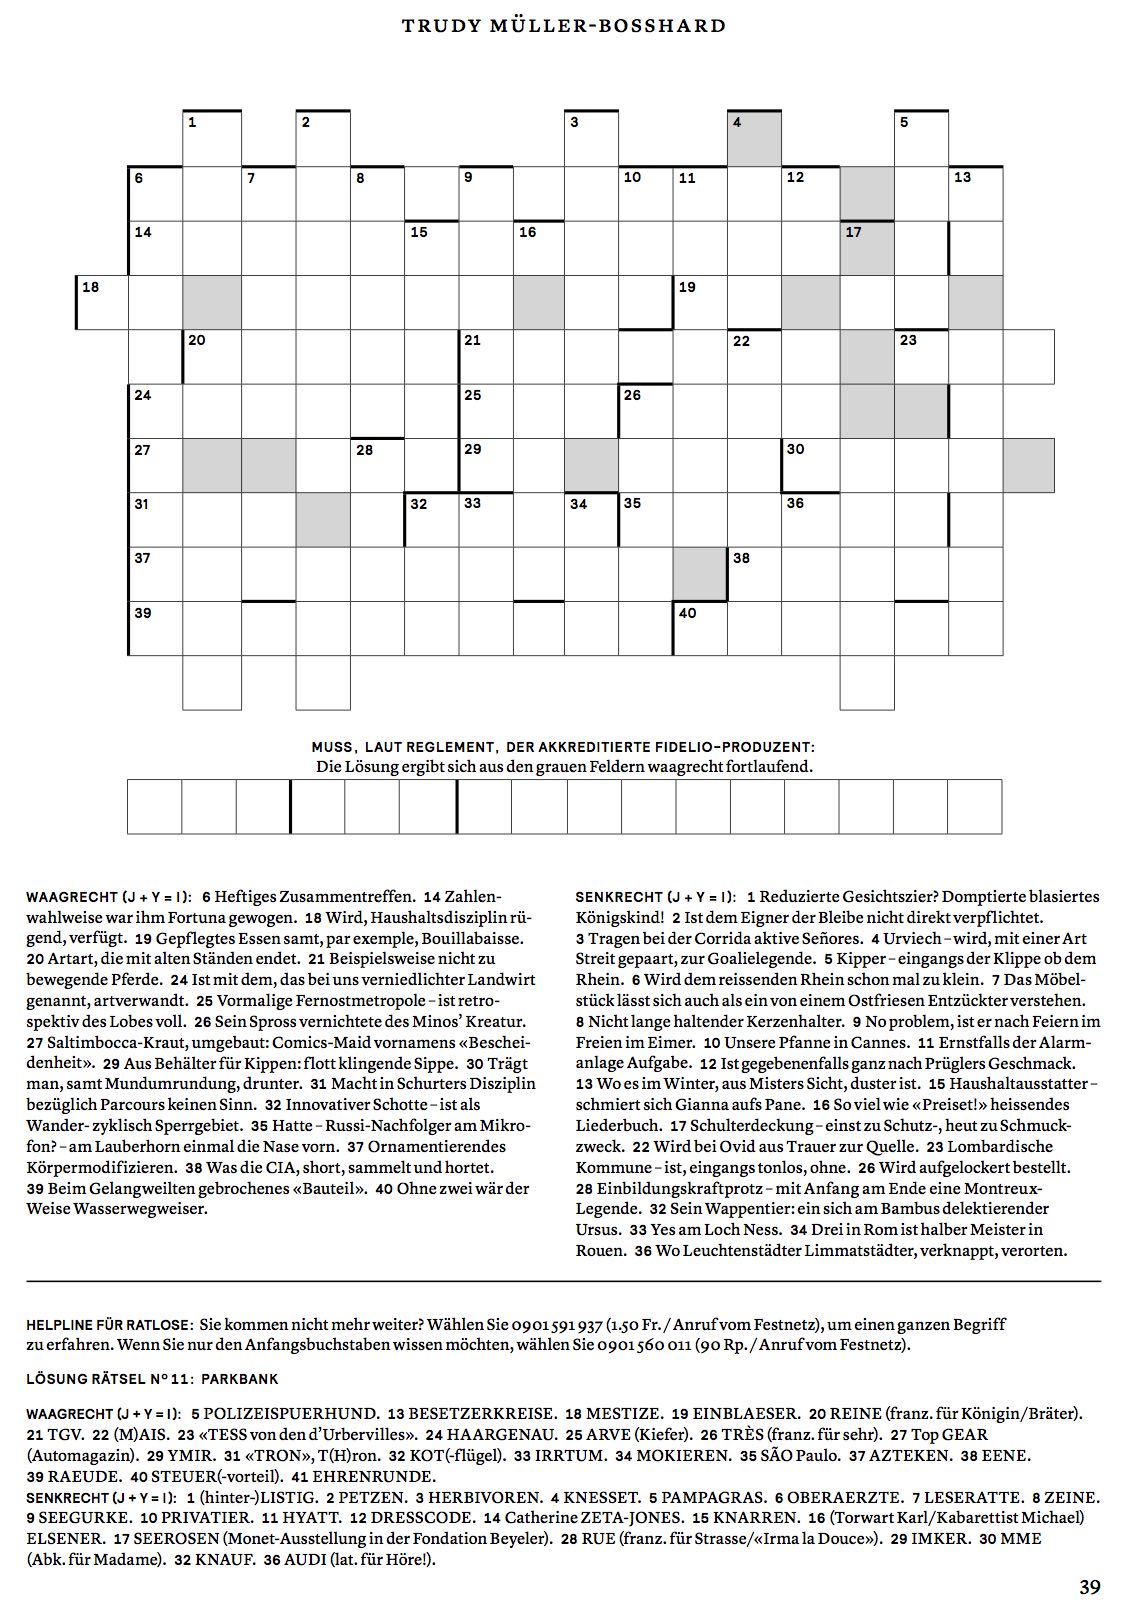 TRUDY MÜLLER-BOSSHARD
1 2 3 4 5
6 7 8 9 10 11 12 13
14 15 16 17
18 19
20 21 22 23
24 25 26
27 28 29 30
31 32 33 34 35 36
37 38
39 40
MUSS, LAUT REGLEMENT, DER AKKREDITIERTE FIDELIO-PRODUZENT:
Die Lösung ergibt sich aus den grauen Feldern waagrecht fortlaufend.
WAAGRECHT (J + Y = I): 6 Heftiges Zusammentreffen. 14 Zahlen-
wahlweise war ihm Fortuna gewogen. 18 Wird, Haushaltsdisziplin rü-
gend, verfügt. 19 Gepflegtes Essen samt, par exemple, Bouillabaisse.
20 Artart, die mit alten Ständen endet. 21 Beispielsweise nicht zu
bewegende Pferde. 24 Ist mit dem, das bei uns verniedlichter Landwirt
genannt, artverwandt. 25 Vormalige Fernostmetropole – ist retro-
spektiv des Lobes voll. 26 Sein Spross vernichtete des Minos’ Kreatur.
27 Saltimbocca-Kraut, umgebaut: Comics-Maid vornamens «Beschei-
denheit». 29 Aus Behälter für Kippen: flott klingende Sippe. 30 Trägt
man, samt Mundumrundung, drunter. 31 Macht in Schurters Disziplin
bezüglich Parcours keinen Sinn. 32 Innovativer Schotte – ist als
Wander- zyklisch Sperrgebiet. 35 Hatte – Russi-Nachfolger am Mikro-
fon? – am Lauberhorn einmal die Nase vorn. 37 Ornamentierendes
Körpermodifizieren. 38 Was die CIA, short, sammelt und hortet.
39 Beim Gelangweilten gebrochenes «Bauteil». 40 Ohne zwei wär der
Weise Wasserwegweiser.
SENKRECHT (J + Y = I): 1 Reduzierte Gesichtszier? Domptierte blasiertes
Königskind! 2 Ist dem Eigner der Bleibe nicht direkt verpflichtet.
3 Tragen bei der Corrida aktive Señores. 4 Urviech – wird, mit einer Art
Streit gepaart, zur Goalielegende. 5 Kipper – eingangs der Klippe ob dem
Rhein. 6 Wird dem reissenden Rhein schon mal zu klein. 7 Das Möbel-
stück lässt sich auch als ein von einem Ostfriesen Entzückter verstehen.
8 Nicht lange haltender Kerzenhalter. 9 No problem, ist er nach Feiern im
Freien im Eimer. 10 Unsere Pfanne in Cannes. 11 Ernstfalls der Alarm-
anlage Aufgabe. 12 Ist gegebenenfalls ganz nach Prüglers Geschmack.
13 Wo es im Winter, aus Misters Sicht, duster ist. 15 Haushaltausstatter –
schmiert sich Gianna aufs Pane. 16 So viel wie «Preiset!» heissendes
Liederbuch. 17 Schulterdeckung – einst zu Schutz-, heut zu Schmuck-
zweck. 22 Wird bei Ovid aus Trauer zur Quelle. 23 Lombardische
Kommune – ist, eingangs tonlos, ohne. 26 Wird aufgelockert bestellt.
28 Einbildungskraftprotz – mit Anfang am Ende eine Montreux-
Legende. 32 Sein Wappentier: ein sich am Bambus delektierender
Ursus. 33 Yes am Loch Ness. 34 Drei in Rom ist halber Meister in
Rouen. 36 Wo Leuchtenstädter Limmatstädter, verknappt, verorten.
HELPLINE FÜR RATLOSE: Sie kommen nicht mehr weiter? Wählen Sie 0901 591 937 (1.50 Fr. / Anruf vom Festnetz), um einen ganzen Begriff
zu erfahren. Wenn Sie nur den Anfangsbuchstaben wissen möchten, wählen Sie 0901 560 011 (90 Rp. / Anruf vom Festnetz).
LÖSUNG RÄTSEL Nº 11: PARKBANK
WAAGRECHT (J + Y = I): 5 POLIZEISPUERHUND. 13 BESETZERKREISE. 18 MESTIZE. 19 EINBLAESER. 20 REINE (franz. für Königin/Bräter).
21 TGV. 22 (M)AIS. 23 «TESS von den d’Urbervilles». 24 HAARGENAU. 25 ARVE (Kiefer). 26 TRÈS (franz. für sehr). 27 Top GEAR
(Automagazin). 29 YMIR. 31 «TRON», T(H)ron. 32 KOT(-flügel). 33 IRRTUM. 34 MOKIEREN. 35 SÃO Paulo. 37 AZTEKEN. 38 EENE.
39 RAEUDE. 40 STEUER(-vorteil). 41 EHRENRUNDE.
SENKRECHT (J + Y = I): 1 (hinter-)LISTIG. 2 PETZEN. 3 HERBIVOREN. 4 KNESSET. 5 PAMPAGRAS. 6 OBERAERZTE. 7 LESERATTE. 8 ZEINE.
9 SEEGURKE. 10 PRIVATIER. 11 HYATT. 12 DRESSCODE. 14 Catherine ZETA-JONES. 15 KNARREN. 16 (Torwart Karl/Kabarettist Michael)
ELSENER. 17 SEEROSEN (Monet-Ausstellung in der Fondation Beyeler). 28 RUE (franz. für Strasse/«Irma la Douce»). 29 IMKER. 30 MME
(Abk. für Madame). 32 KNAUF. 36 AUDI (lat. für Höre!).
39